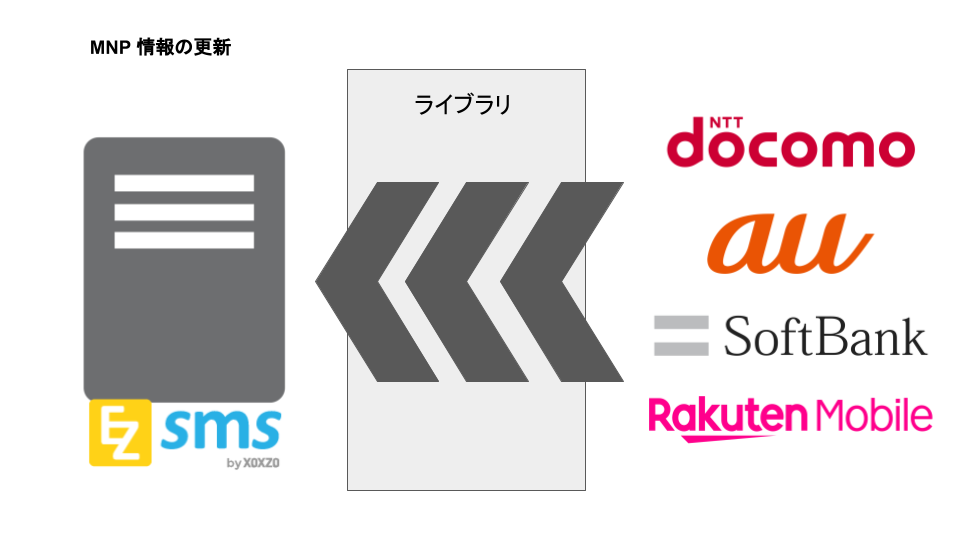 MNP 情報の更新
ライブラリ
NTT
docomo
au
SoftBank
Rakuten Mobile
EZ sms
by XOXZO